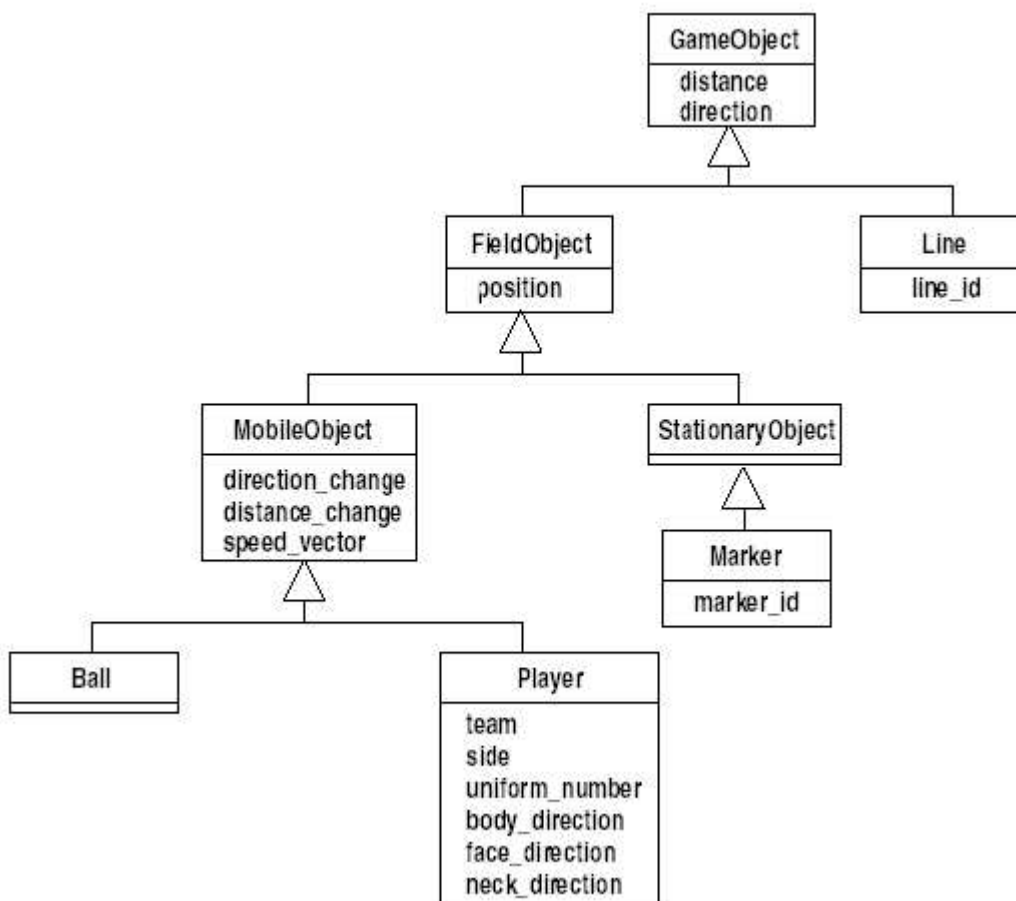 GameObject
distance
direction
FieldObject
position
Line
line_id
MobileObject
direction_change
distance_change
speed_vector
StationaryObject
Marker
marker_id
Ball
Player
team
side
uniform_number
body_direction
face_direction
neck_direction